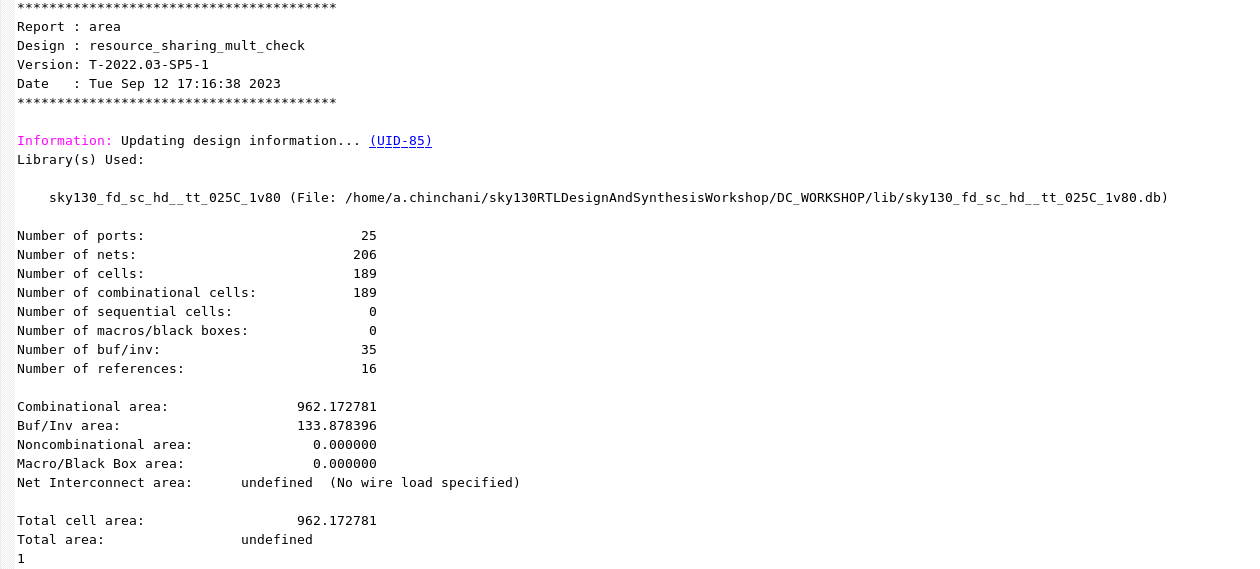 ****************************************
Report : area
Design : resource_sharing_mult_check
Version: T-2022.03-SP5-1
Date   : Tue Sep 12 17:16:38 2023
****************************************
Information: Updating design information... (UID-85)
Library(s) Used:
    sky130_fd_sc_hd__tt_025C_1v80 (File: /home/a.chinchani/sky130RTLDesignAndSynthesisWorkshop/DC_WORKSHOP/lib/sky130_fd_sc_hd__tt_025C_1v80.db)
Number of ports:                           25
Number of nets:                           206
Number of cells:                          189
Number of combinational cells:            189
Number of sequential cells:                 0
Number of macros/black boxes:               0
Number of buf/inv:                         35
Number of references:                      16
Combinational area:                962.172781
Buf/Inv area:                      133.878396
Noncombinational area:               0.000000
Macro/Black Box area:                0.000000
Net Interconnect area:      undefined  (No wire load specified)
Total cell area:                   962.172781
Total area:                 undefined
1